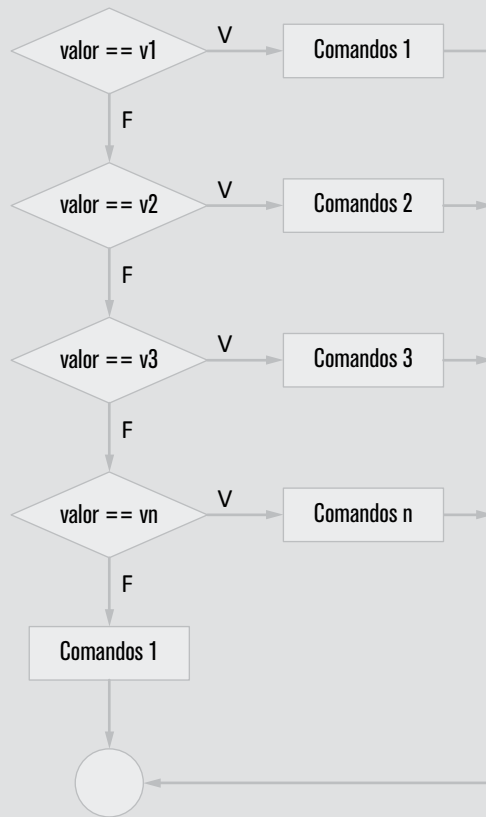 valor == v1
V
Comandos 1
F
valor == v2
V
Comandos 2
F
valor == v3
V
Comandos 3
F
valor == vn
V
Comandos n
F
Comandos 1